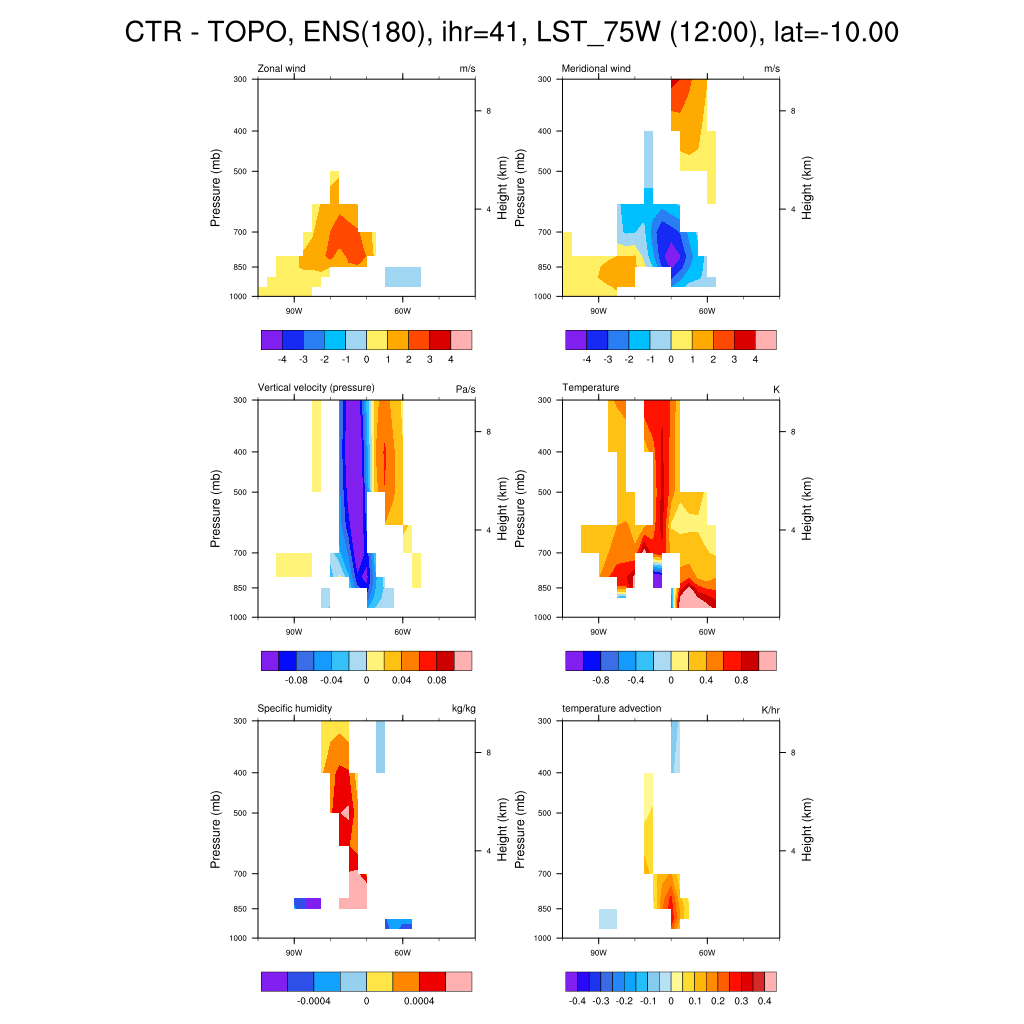 CTR - TOPO, ENS(180), ihr=41, LST_75W (12:00), lat=-10.00
Zonal wind m/s
Pressure (mb)
300
400
500
700
850
1000
8
4
Height (km)
90W 60W
-4 -3 -2 -1 0 1 2 3 4
Meridional wind m/s
Pressure (mb)
300
400
500
700
850
1000
8
4
Height (km)
90W 60W
-4 -3 -2 -1 0 1 2 3 4
Vertical velocity (pressure) Pa/s
Pressure (mb)
300
400
500
700
850
1000
8
4
Height (km)
90W 60W
-0.08 -0.04 0 0.04 0.08
Temperature K
Pressure (mb)
300
400
500
700
850
1000
8
4
Height (km)
90W 60W
-0.8 -0.4 0 0.4 0.8
Specific humidity kg/kg
Pressure (mb)
300
400
500
700
850
1000
8
4
Height (km)
90W 60W
-0.0004 0 0.0004
temperature advection K/hr
Pressure (mb)
300
400
500
700
850
1000
8
4
Height (km)
90W 60W
-0.4 -0.3 -0.2 -0.1 0 0.1 0.2 0.3 0.4